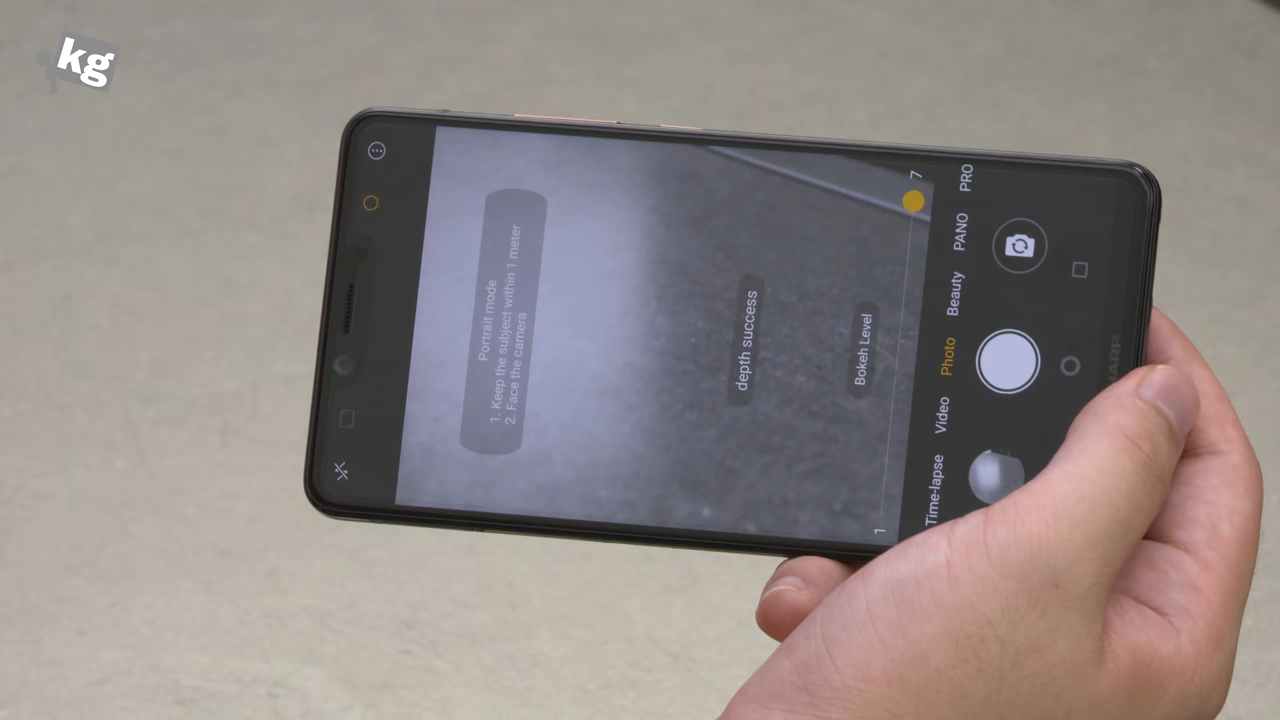 kg
Portrait mode
1. Keep the subject within 1 meter
2. Face the camera
depth success
Bokeh Level
1
7
Time-lapse
Video
Photo
Beauty
PANO
PRO